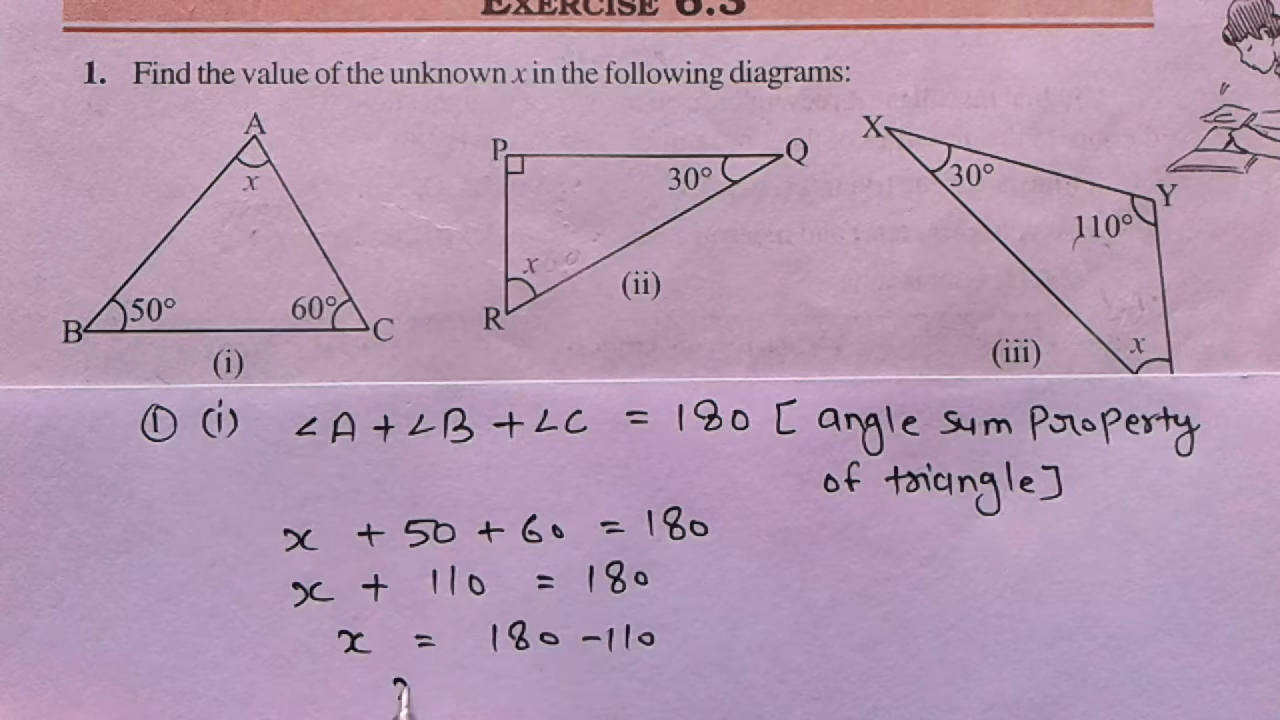 EXERCISE 6.3
1. Find the value of the unknown x in the following diagrams:
A
x
B 50° 60° C
(i)
P Q
30°
x
R
(ii)
X
30°
Y
110°
x
(iii)
① (i) ∠A + ∠B + ∠C = 180 [ angle sum Property
of triangle]
x + 50 + 60 = 180
x + 110 = 180
x = 180 - 110